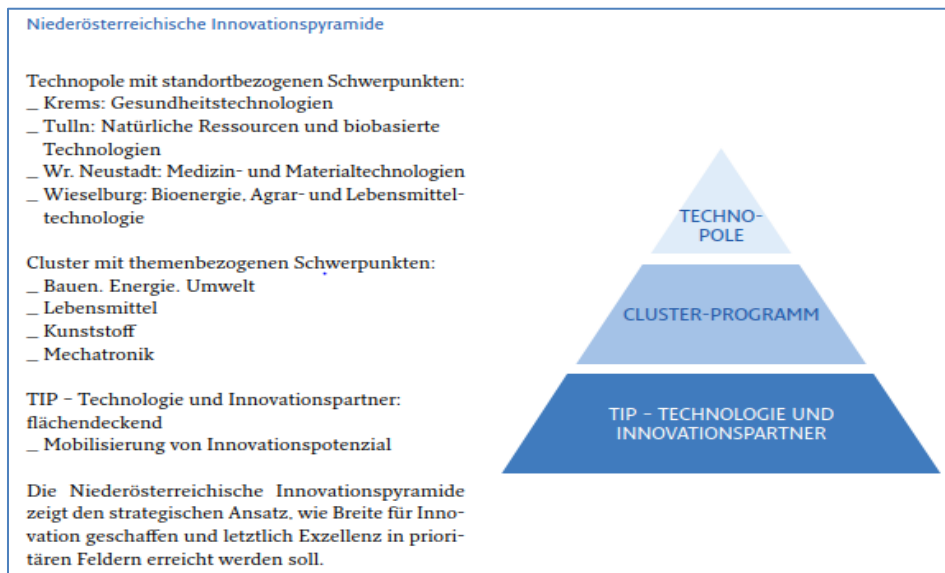 Niederösterreichische Innovationspyramide
Technopole mit standortbezogenen Schwerpunkten:
_ Krems: Gesundheitstechnologien
_ Tulln: Natürliche Ressourcen und biobasierte
Technologien
_ Wr. Neustadt: Medizin- und Materialtechnologien
_ Wieselburg: Bioenergie, Agrar- und Lebensmittel-
technologie
Cluster mit themenbezogenen Schwerpunkten:
_ Bauen. Energie. Umwelt
_ Lebensmittel
_ Kunststoff
_ Mechatronik
TIP – Technologie und Innovationspartner:
flächendeckend
_ Mobilisierung von Innovationspotenzial
Die Niederösterreichische Innovationspyramide
zeigt den strategischen Ansatz, wie Breite für Inno-
vation geschaffen und letztlich Exzellenz in priori-
tären Feldern erreicht werden soll.
TECHNO-
POLE
CLUSTER-PROGRAMM
TIP – TECHNOLOGIE UND
INNOVATIONSPARTNER